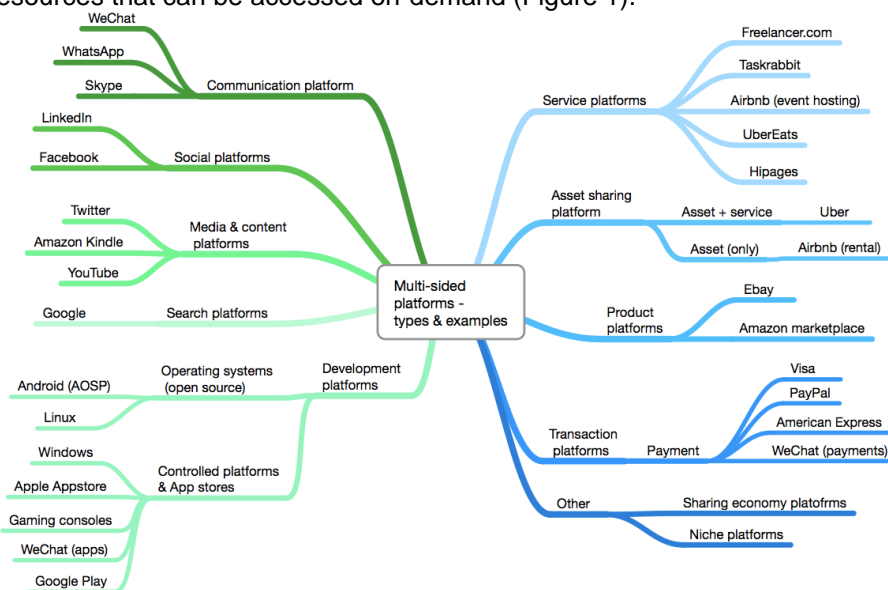 esources that can be accessed on-demand (Figure 1).
WeChat
WhatsApp
Skype
Communication platform
LinkedIn
Facebook
Social platforms
Twitter
Amazon Kindle
YouTube
Media & content
platforms
Google
Search platforms
Android (AOSP)
Linux
Operating systems
(open source)
Windows
Apple Appstore
Gaming consoles
WeChat (apps)
Google Play
Controlled platforms
& App stores
Development
platforms
Multi-sided
platforms -
types & examples
Service platforms
Freelancer.com
Taskrabbit
Airbnb (event hosting)
UberEats
Hipages
Asset sharing
platform
Asset + service
Uber
Asset (only)
Airbnb (rental)
Product
platforms
Ebay
Amazon marketplace
Transaction
platforms
Payment
Visa
PayPal
American Express
WeChat (payments)
Other
Sharing economy platofrms
Niche platforms